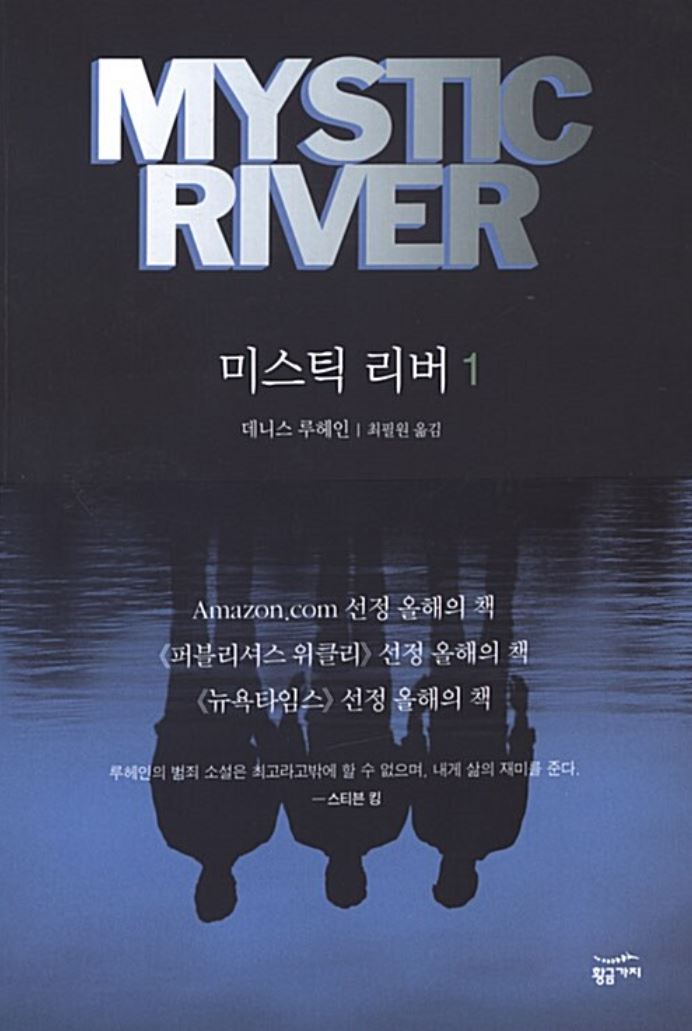 MYSTIC
RIVER
미스틱 리버 1
데니스 루헤인 | 최필원 옮김
Amazon.com 선정 올해의 책
《퍼블리셔스 위클리》 선정 올해의 책
《뉴욕타임스》 선정 올해의 책
루헤인의 범죄 소설은 최고라고밖에 할 수 없으며, 내게 삶의 재미를 준다.
—스티븐 킹
황금가지